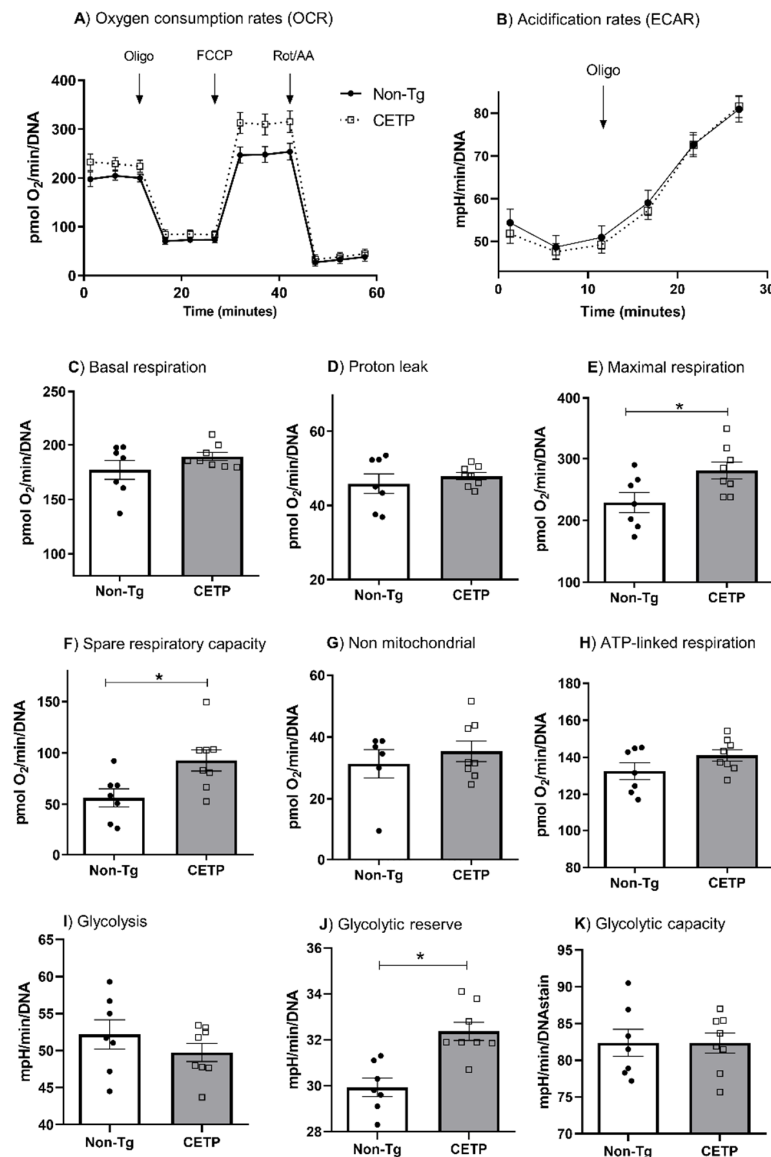 A) Oxygen consumption rates (OCR)
Oligo FCCP Rot/AA
400
300
200
100
0
pmol O2/min/DNA
0 20 40 60
Time (minutes)
Non-Tg
CETP
B) Acidification rates (ECAR)
Oligo
80
70
60
50
mpH/min/DNA
0 10 20 30
Time (minutes)
C) Basal respiration
250
200
150
100
pmol O2/min/DNA
Non-Tg CETP
D) Proton leak
60
40
20
pmol O2/min/DNA
Non-Tg CETP
E) Maximal respiration
*
400
300
200
100
pmol O2/min/DNA
Non-Tg CETP
F) Spare respiratory capacity
*
150
100
50
0
pmol O2/min/DNA
Non-Tg CETP
G) Non mitochondrial
60
40
20
0
pmol O2/min/DNA
Non-Tg CETP
H) ATP-linked respiration
180
160
140
120
100
80
pmol O2/min/DNA
Non-Tg CETP
I) Glycolysis
65
60
55
50
45
40
mpH/min/DNA
Non-Tg CETP
J) Glycolytic reserve
*
36
34
32
30
28
mpH/min/DNA
Non-Tg CETP
K) Glycolytic capacity
95
90
85
80
75
70
mpH/min/DNAstain
Non-Tg CETP